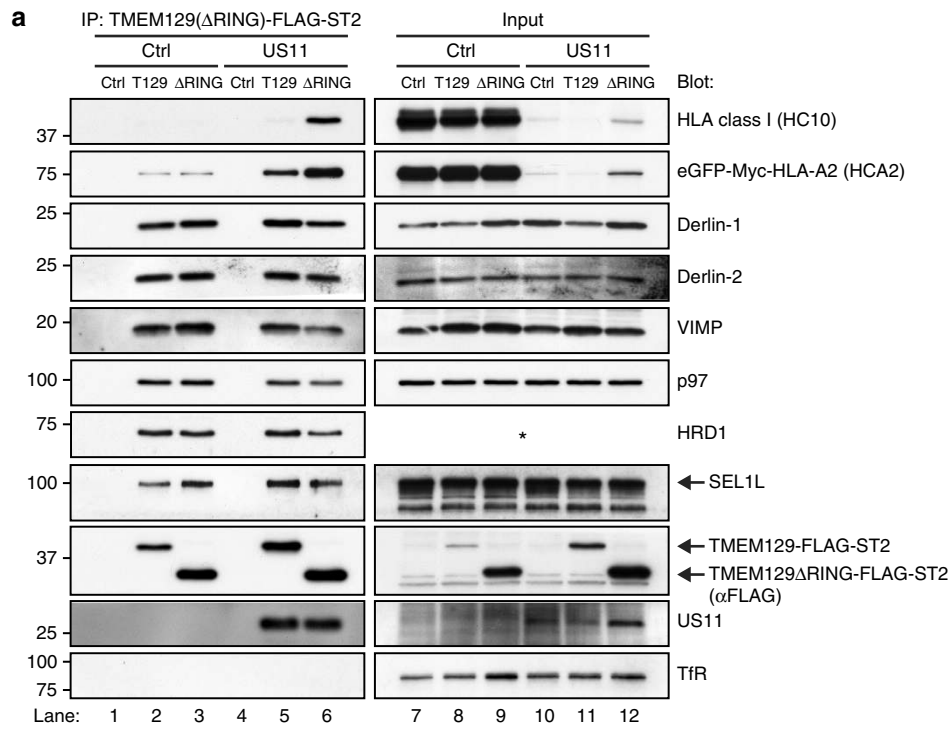 a
IP: TMEM129(ΔRING)-FLAG-ST2 Input
Ctrl US11 Ctrl US11
Ctrl T129 ΔRING Ctrl T129 ΔRING Ctrl T129 ΔRING Ctrl T129 ΔRING Blot:
37 HLA class I (HC10)
75 eGFP-Myc-HLA-A2 (HCA2)
25 Derlin-1
25 Derlin-2
20 VIMP
100 p97
75 * HRD1
100 SEL1L
TMEM129-FLAG-ST2
37 TMEM129ΔRING-FLAG-ST2
(αFLAG)
25 US11
100 TfR
75
Lane: 1 2 3 4 5 6 7 8 9 10 11 12